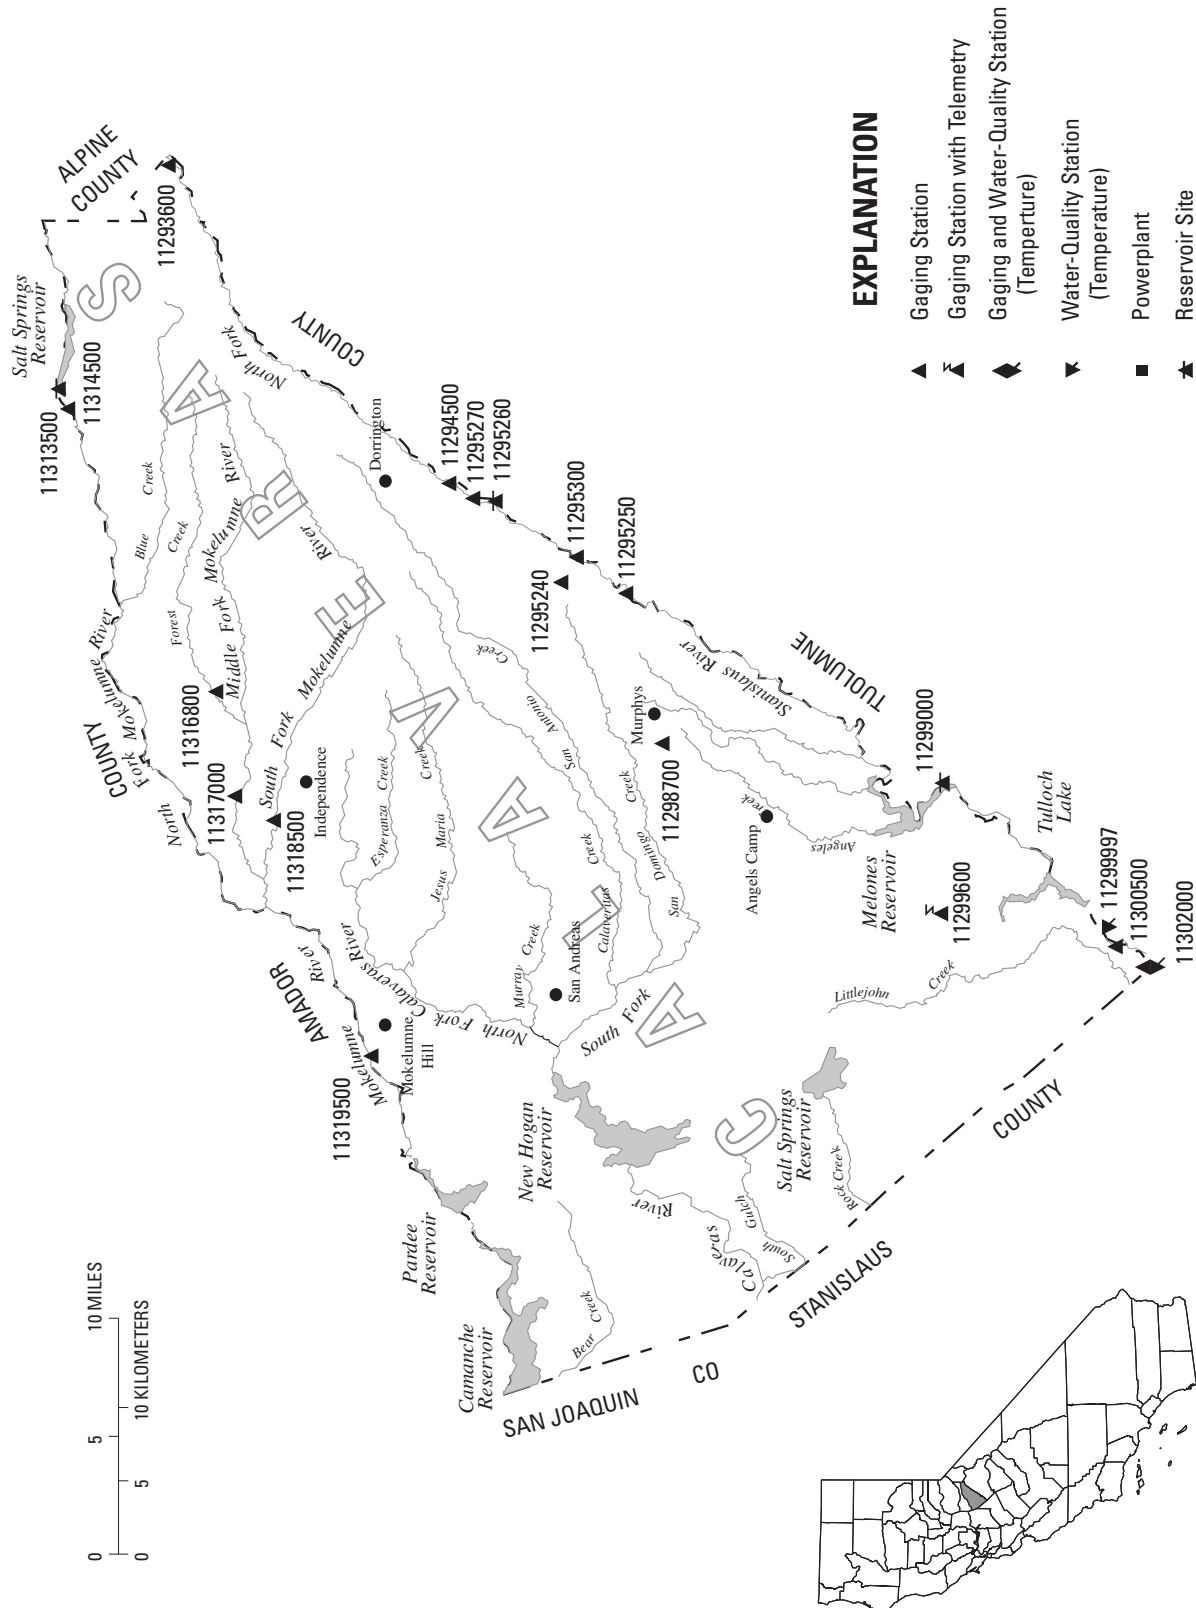 0
5
10 MILES
0
5
10 KILOMETERS
ALPINE
COUNTY
Salt Springs
Reservoir
11313500
11314500
11293600
COUNTY
AMADOR
North
Fork
Mokelumne
River
Blue
Creek
Forest
Creek
Middle Fork
Mokelumne
River
South
Fork
Mokelumne
River
North Fork
COUNTY
TUOLUMNE
Stanislaus River
11316800
11317000
11318500
Independence
Dorrington
11294500
11295270
11295260
11295300
11295250
11295240
Esperanza Creek
Jesus Maria Creek
San Antonio Creek
Calaveritas Creek
San Domingo Creek
Murray Creek
North Fork Calaveras River
South Fork
San Andreas
Murphys
11298700
Angels Camp
Angeles Creek
11299000
Melones
Reservoir
Tulloch
Lake
11299600
11299997
11300500
11302000
Littlejohn Creek
Mokelumne River
11319500
Mokelumne
Hill
Pardee
Reservoir
Camanche
Reservoir
New Hogan
Reservoir
Salt Springs
Reservoir
Rock Creek
South Gulch
Calaveras River
Bear Creek
CALAVERAS
SAN JOAQUIN CO
STANISLAUS COUNTY
EXPLANATION
Gaging Station
Gaging Station with Telemetry
Gaging and Water-Quality Station
(Temperture)
Water-Quality Station
(Temperature)
Powerplant
Reservoir Site